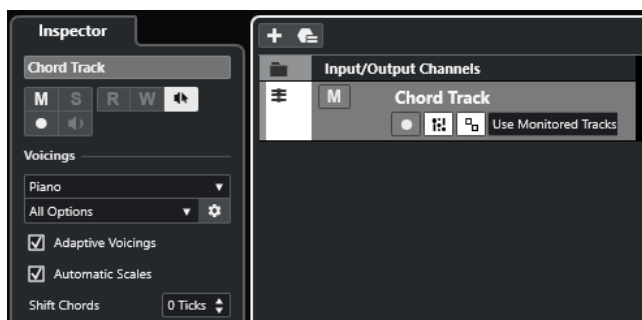 Inspector
Chord Track
M S R W
Voicings
Piano
All Options
Adaptive Voicings
Automatic Scales
Shift Chords 0 Ticks
Input/Output Channels
M Chord Track
Use Monitored Tracks